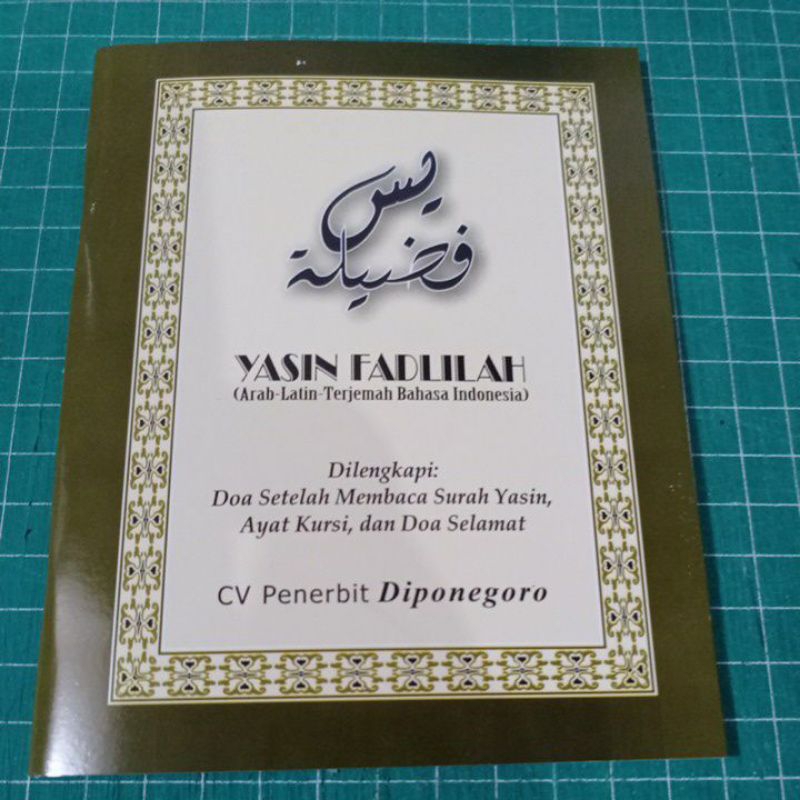 يس
فضيلة
YASIN FADLILAH
(Arab-Latin-Terjemah Bahasa Indonesia)
Dilengkapi:
Doa Setelah Membaca Surah Yasin,
Ayat Kursi, dan Doa Selamat
CV Penerbit Diponegoro